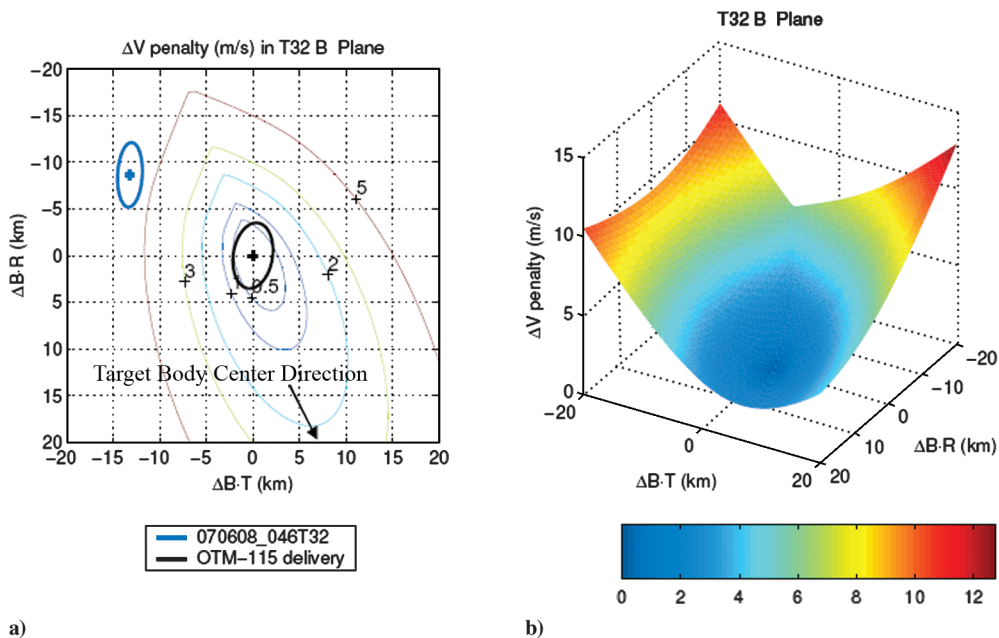 ΔV penalty (m/s) in T32 B Plane
−20
−15
−10
−5
0
5
10
15
20
ΔB·R (km)
5
3
2
0.5
Target Body Center Direction
−20 −15 −10 −5 0 5 10 15 20
ΔB·T (km)
070608_046T32
OTM−115 delivery
a)
T32 B Plane
15
10
5
0
ΔV penalty (m/s)
−20
0
20
ΔB·T (km)
20
10
0
−10
−20
ΔB·R (km)
0 2 4 6 8 10 12
b)